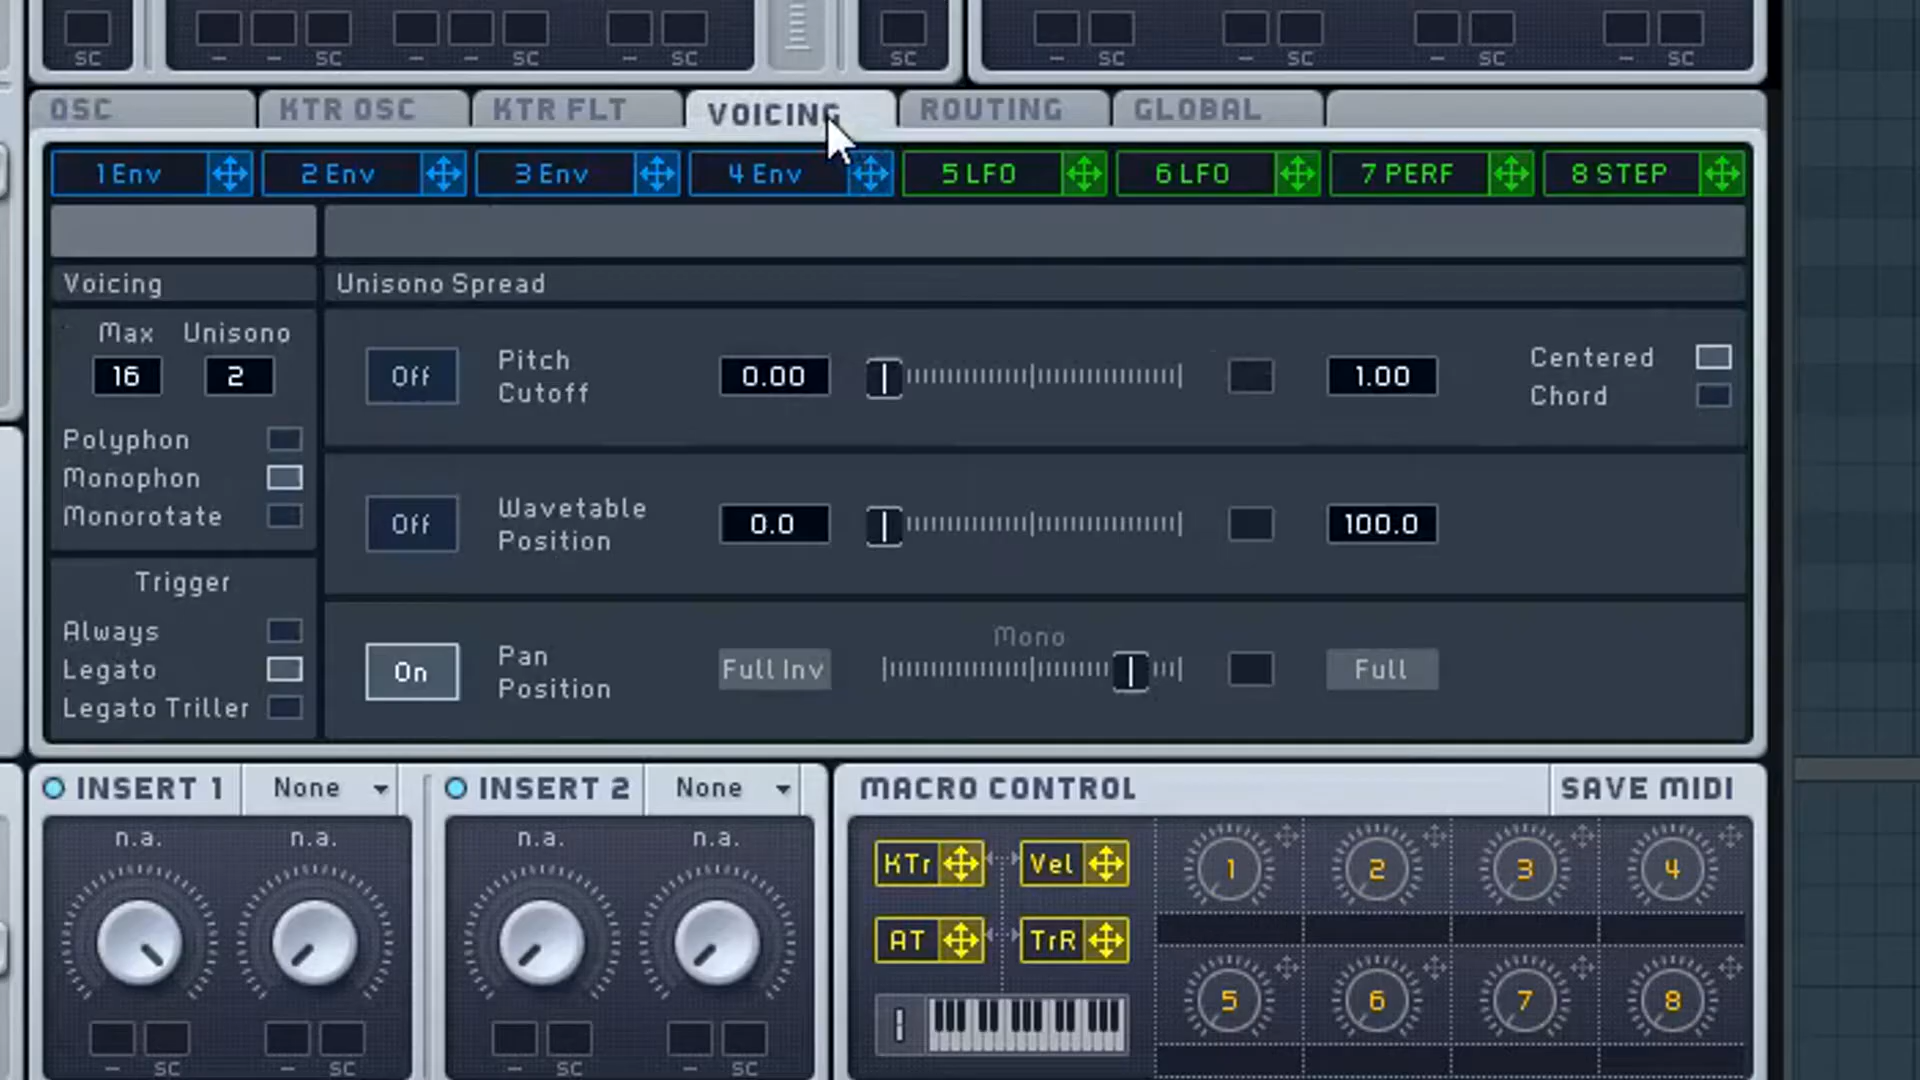 SC – – SC – – SC – SC SC – SC – SC – SC – SC
OSC KTR OSC KTR FLT VOICING ROUTING GLOBAL
1 Env 2 Env 3 Env 4 Env 5 LFO 6 LFO 7 PERF 8 STEP
Voicing Unisono Spread
Max Unisono
16 2
Off Pitch Cutoff 0.00 1.00 Centered
Chord
Polyphon
Monophon
Monorotate
Off Wavetable Position 0.0 100.0
Trigger
Always
Legato
Legato Triller
Mono
On Pan Position Full Inv Full
INSERT 1 None INSERT 2 None MACRO CONTROL SAVE MIDI
n.a. n.a. n.a. n.a.
KTr Vel 1 2 3 4
AT TrR
5 6 7 8
– SC – SC – SC – SC